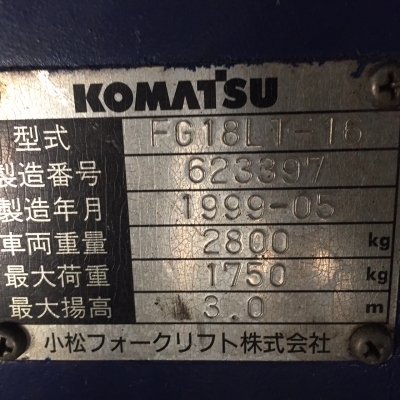 KOMATSU
型式 FG18LT-16
製造番号 623397
製造年月 1999-05
車両重量 2800 kg
最大荷重 1750 kg
最大揚高 3.0 m
小松フォークリフト株式会社